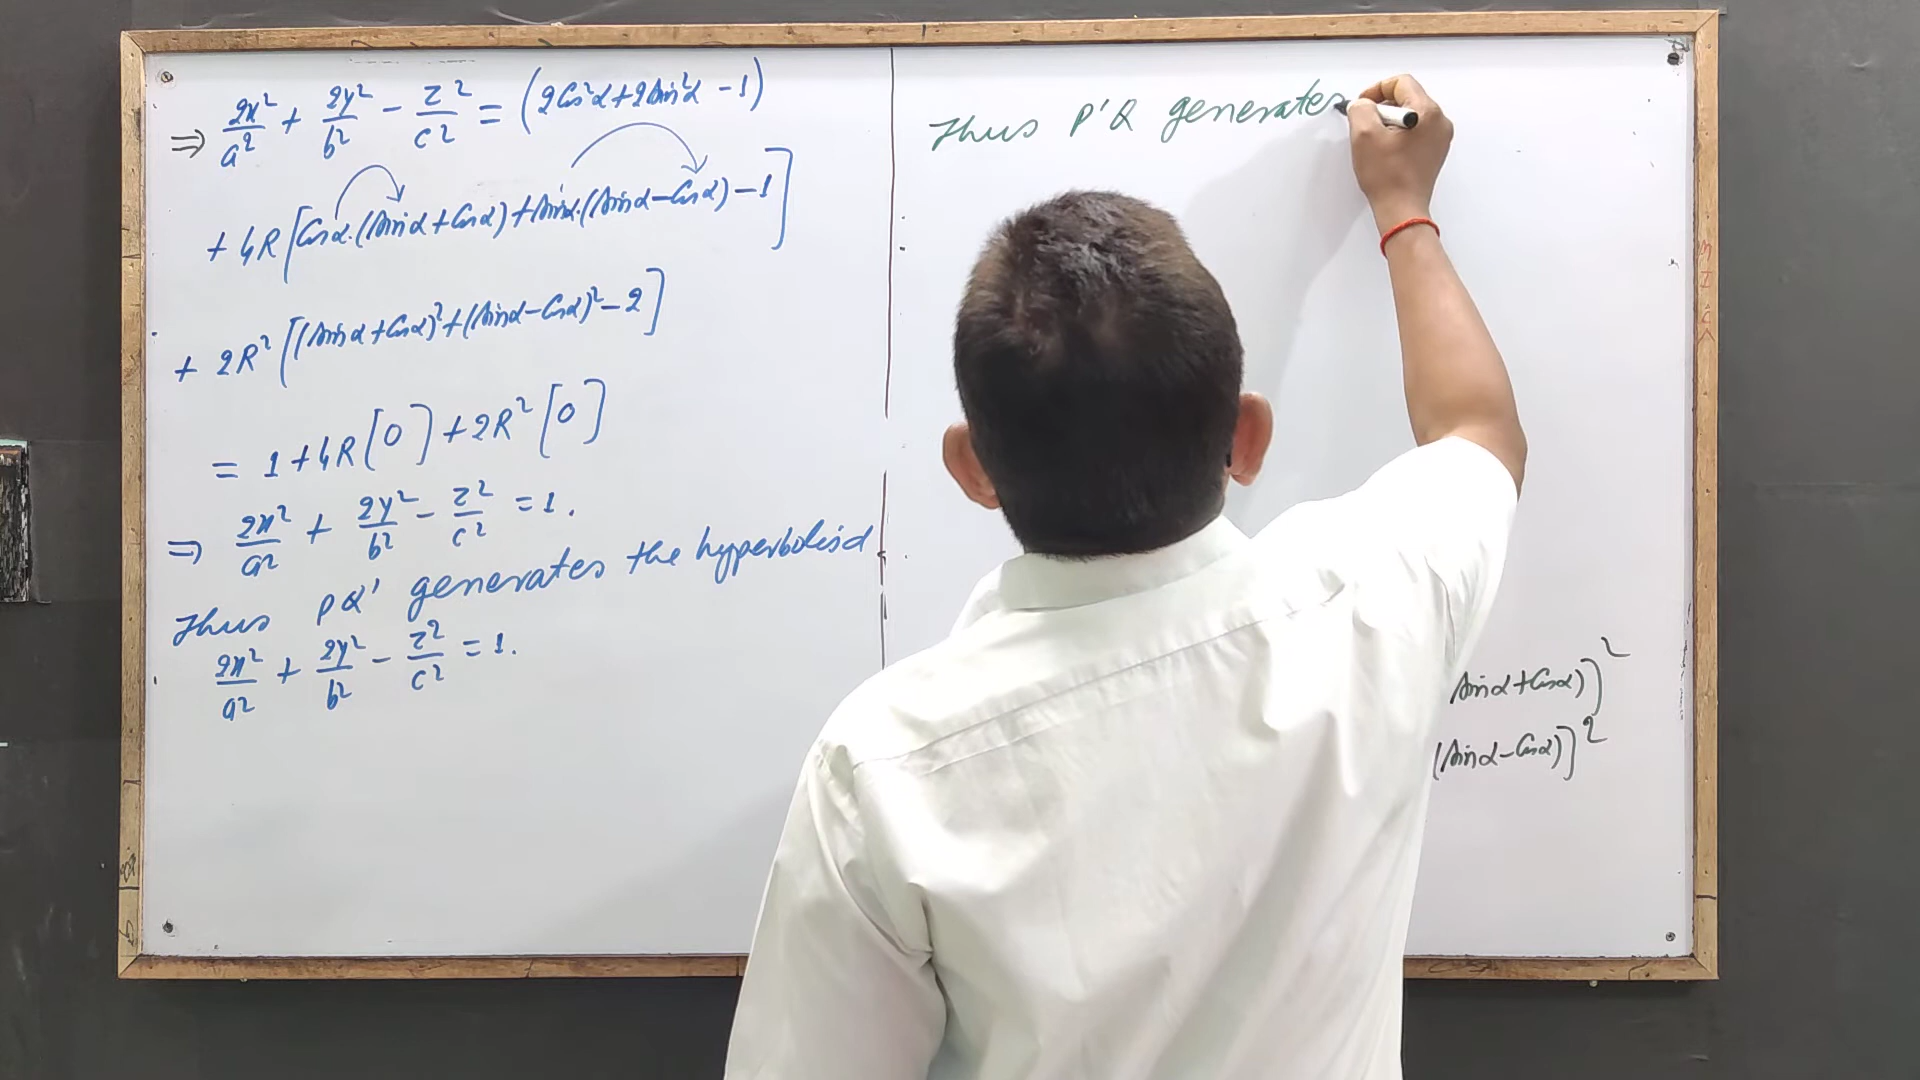 ⇒ 2x²/a² + 2y²/b² − z²/c² = (2Cos²α+2Sin²α −1)
+ 4R[Cosα.(Sinα+Cosα)+Sinα.(Sinα−Cosα)−1]
+ 2R²[(Sinα+Cosα)²+(Sinα−Cosα)²−2]
= 1+4R[0]+2R²[0]
⇒ 2x²/a² + 2y²/b² − z²/c² = 1.
Thus PQ' generates the hyperboloid
2x²/a² + 2y²/b² − z²/c² = 1.
Thus P'Q generates
Sinα+Cosα)]²
(Sinα−Cosα)]²